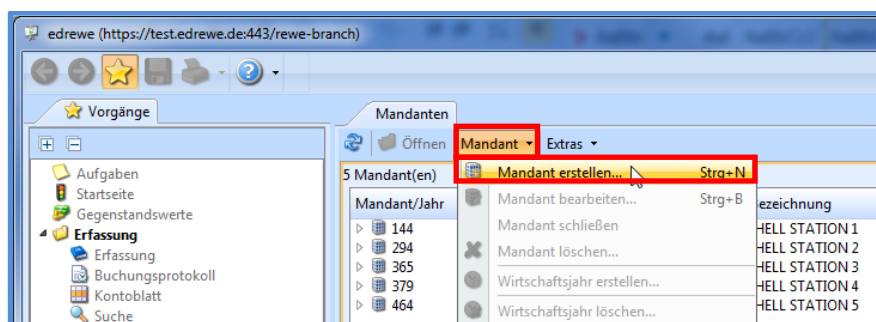 edrewe (https://test.edrewe.de:443/rewe-branch)
Vorgänge
Mandanten
Öffnen Mandant Extras
Aufgaben
Startseite
Gegenstandswerte
Erfassung
Erfassung
Buchungsprotokoll
Kontoblatt
Suche
5 Mandant(en)
Mandant/Jahr
144
294
365
379
464
Mandant erstellen... Strg+N
Mandant bearbeiten... Strg+B
Mandant schließen
Mandant löschen...
Wirtschaftsjahr erstellen...
Wirtschaftsjahr löschen...
ezeichnung
HELL STATION 1
HELL STATION 2
HELL STATION 3
HELL STATION 4
HELL STATION 5